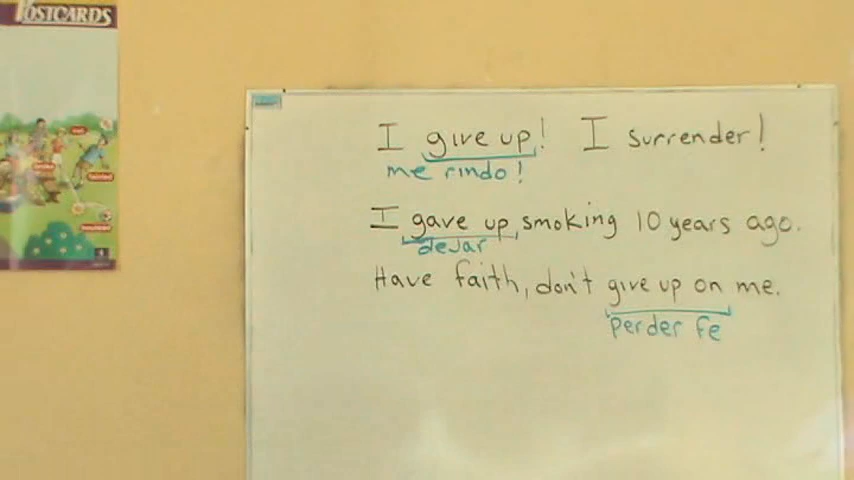 POSTCARDS
I give up! I surrender!
me rindo!
I gave up smoking 10 years ago.
dejar
Have faith, don't give up on me.
perder fe